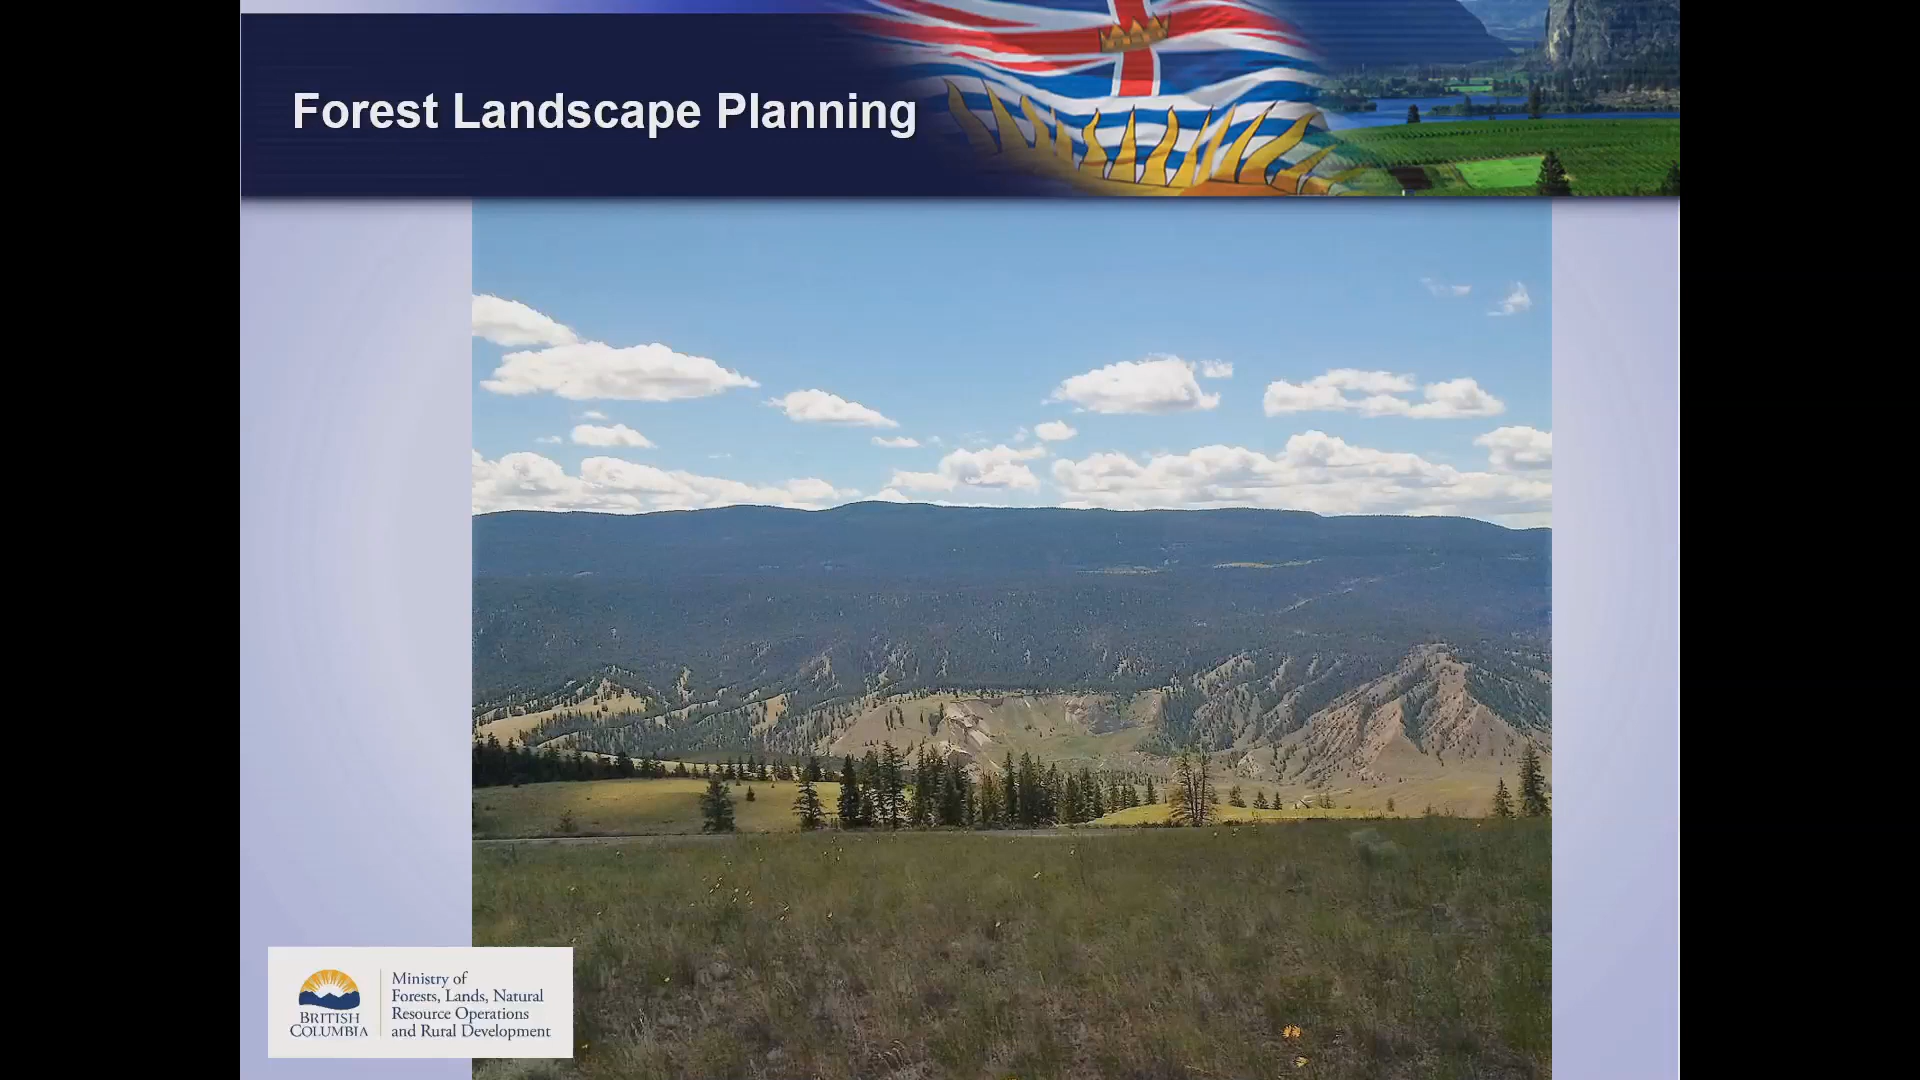 Forest Landscape Planning
BRITISH
COLUMBIA
Ministry of
Forests, Lands, Natural
Resource Operations
and Rural Development